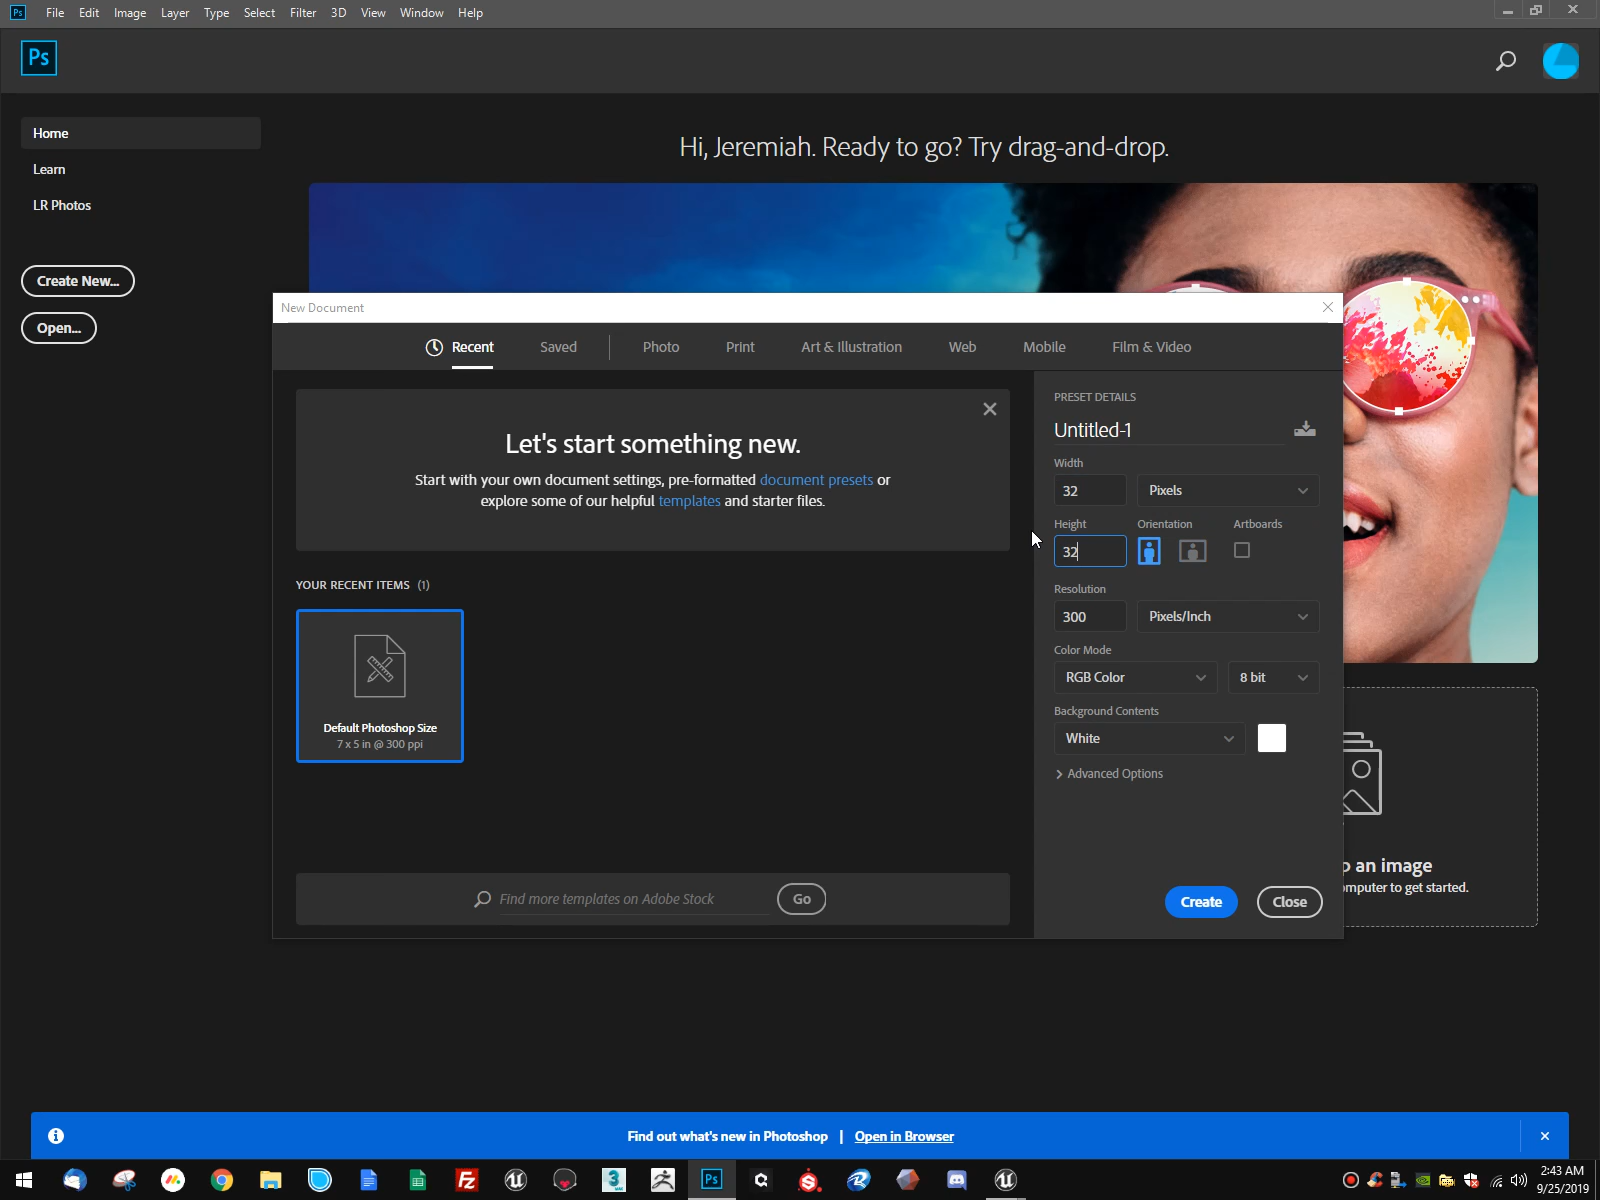 Ps File Edit Image Layer Type Select Filter 3D View Window Help
Ps
Home
Learn
LR Photos
Create New...
Open...
Hi, Jeremiah. Ready to go? Try drag-and-drop.
New Document
Recent Saved Photo Print Art & Illustration Web Mobile Film & Video
Let's start something new.
Start with your own document settings, pre-formatted document presets or
explore some of our helpful templates and starter files.
YOUR RECENT ITEMS (1)
Default Photoshop Size
7 x 5 in @ 300 ppi
Find more templates on Adobe Stock Go
PRESET DETAILS
Untitled-1
Width
32 Pixels
Height Orientation Artboards
32
Resolution
300 Pixels/Inch
Color Mode
RGB Color 8 bit
Background Contents
White
Advanced Options
Create Close
an image
mputer to get started.
Find out what's new in Photoshop | Open in Browser
Fz 3 Ps
2:43 AM
9/25/2019